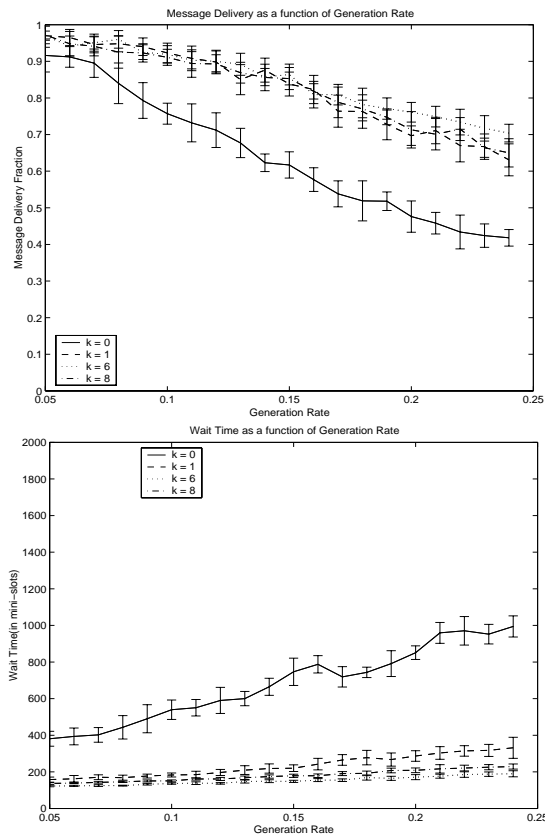 Message Delivery as a function of Generation Rate
1
0.9
0.8
0.7
0.6
0.5
0.4
0.3
0.2
0.1
0
Message Delivery Fraction
k = 0
k = 1
k = 6
k = 8
0.05 0.1 0.15 0.2 0.25
Generation Rate
Wait Time as a function of Generation Rate
2000
1800
1600
1400
1200
1000
800
600
400
200
0
Wait Time(in mini−slots)
k = 0
k = 1
k = 6
k = 8
0.05 0.1 0.15 0.20 0.25
Generation Rate